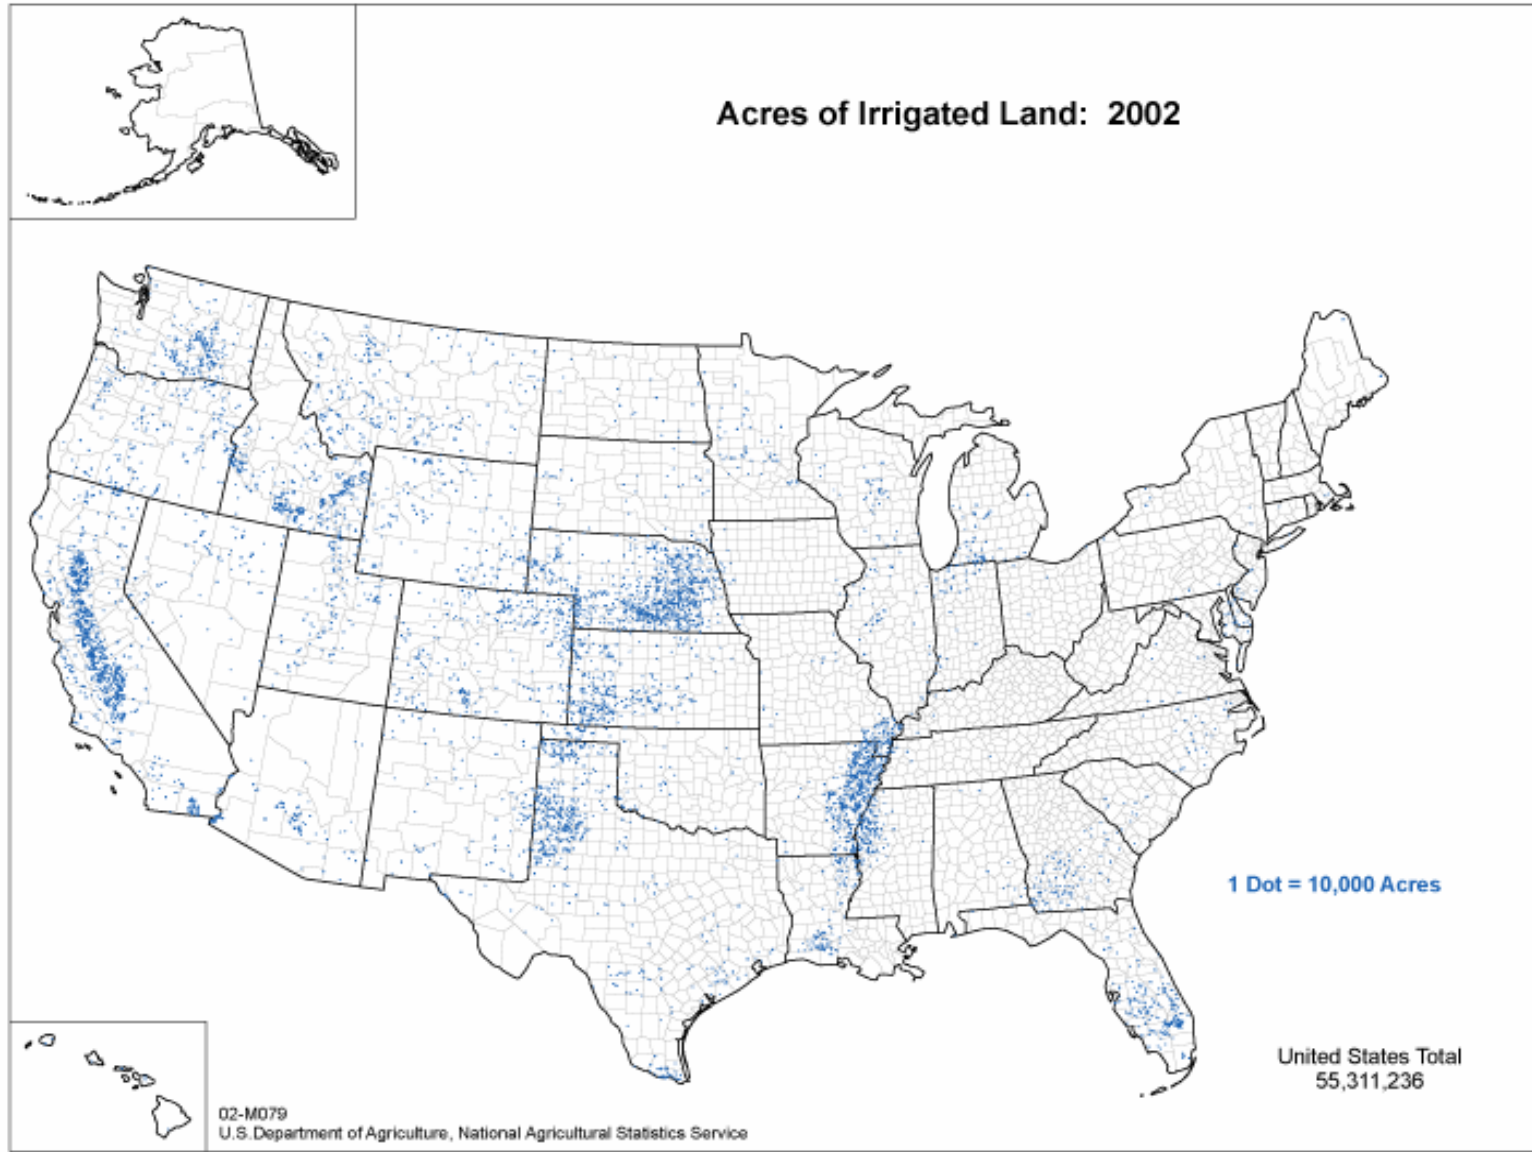 Acres of Irrigated Land: 2002
1 Dot = 10,000 Acres
United States Total
55,311,236
02-M079
U.S.Department of Agriculture, National Agricultural Statistics Service